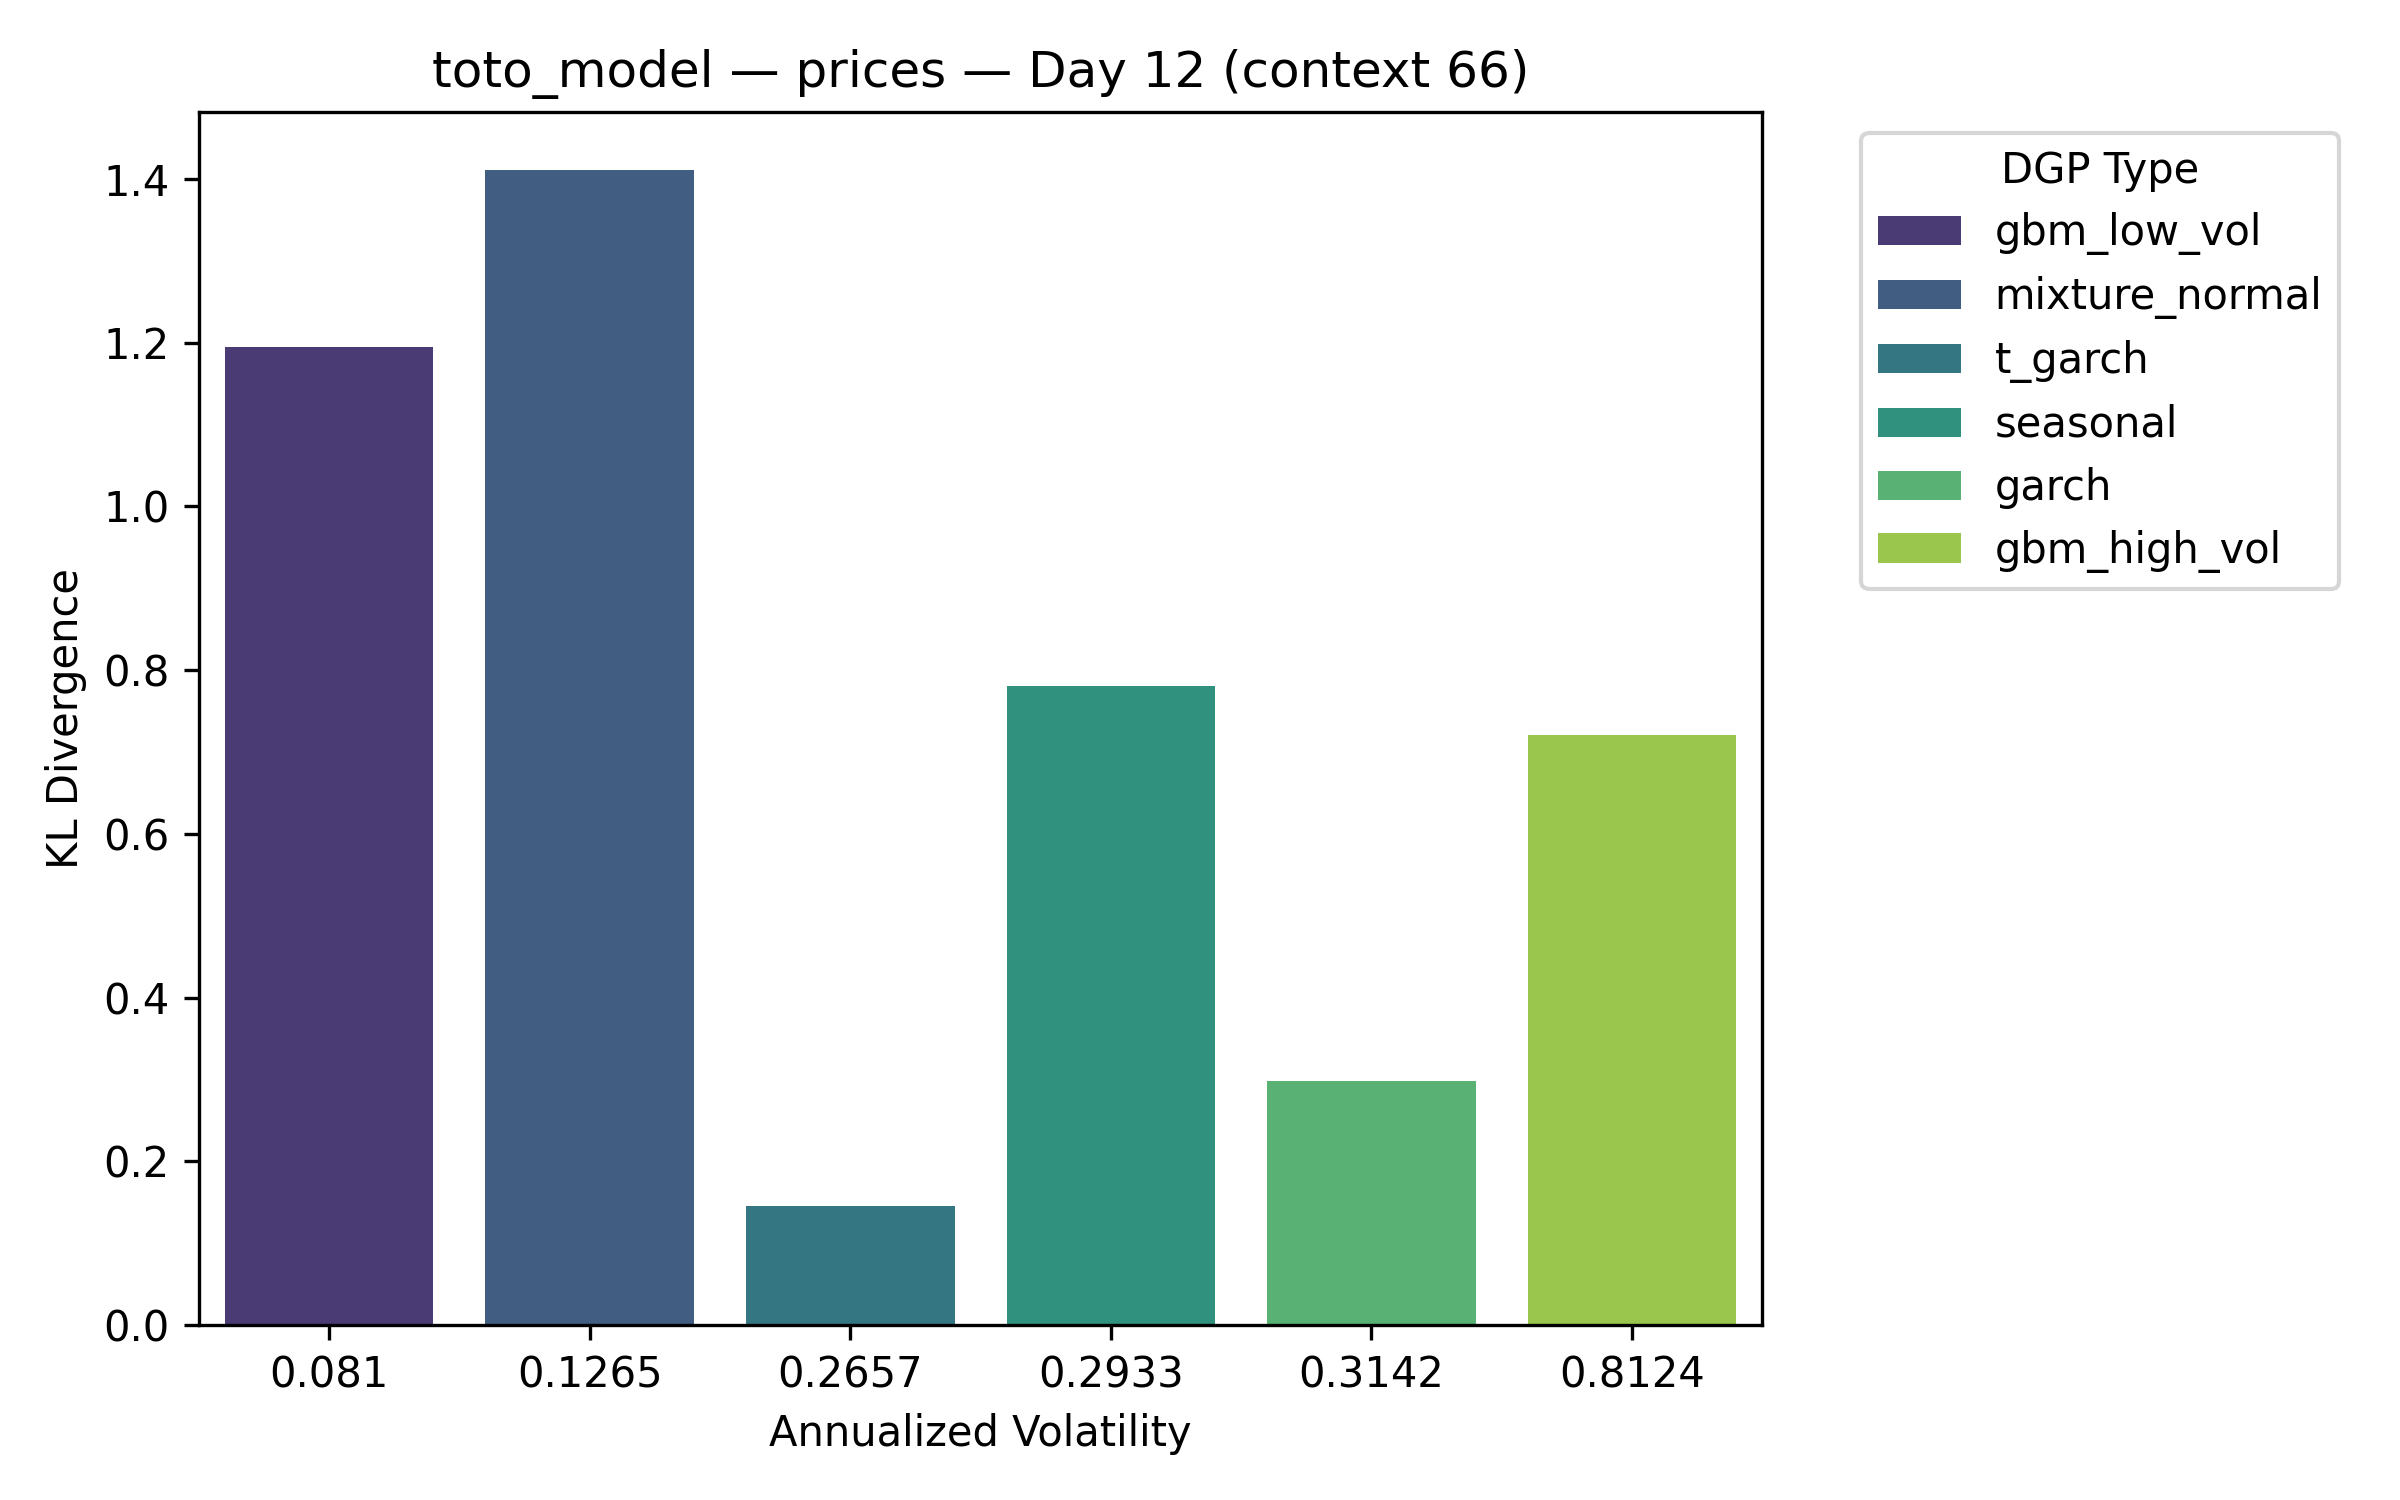 toto_model — prices — Day 12 (context 66)
KL Divergence
1.4
1.2
1.0
0.8
0.6
0.4
0.2
0.0
0.081 0.1265 0.2657 0.2933 0.3142 0.8124
Annualized Volatility
DGP Type
gbm_low_vol
mixture_normal
t_garch
seasonal
garch
gbm_high_vol